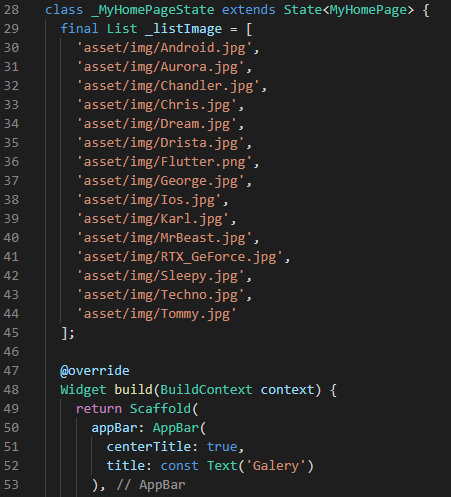 28 class _MyHomePageState extends State<MyHomePage> {
29   final List _listImage = [
30     'asset/img/Android.jpg',
31     'asset/img/Aurora.jpg',
32     'asset/img/Chandler.jpg',
33     'asset/img/Chris.jpg',
34     'asset/img/Dream.jpg',
35     'asset/img/Drista.jpg',
36     'asset/img/Flutter.png',
37     'asset/img/George.jpg',
38     'asset/img/Ios.jpg',
39     'asset/img/Karl.jpg',
40     'asset/img/MrBeast.jpg',
41     'asset/img/RTX_GeForce.jpg',
42     'asset/img/Sleepy.jpg',
43     'asset/img/Techno.jpg',
44     'asset/img/Tommy.jpg'
45   ];
46
47   @override
48   Widget build(BuildContext context) {
49     return Scaffold(
50       appBar: AppBar(
51         centerTitle: true,
52         title: const Text('Galery')
53       ), // AppBar